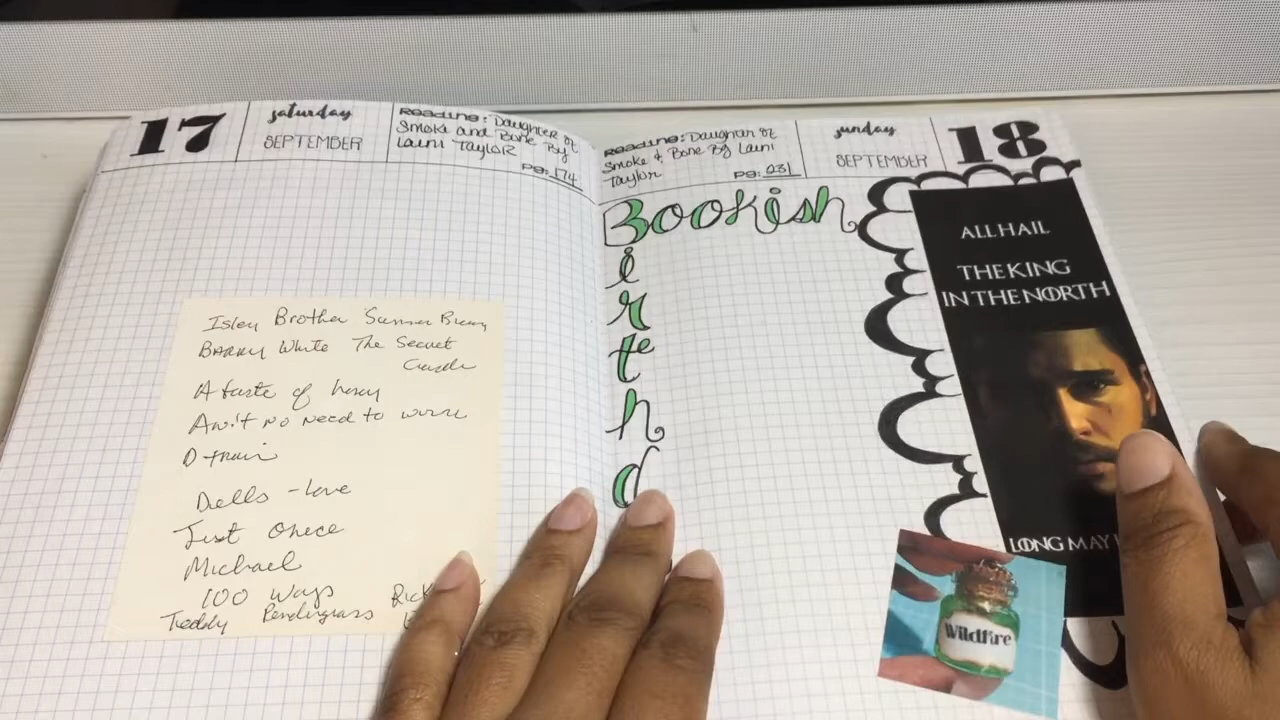 17
saturday
SEPTEMBER
Reading: Daughter of
Smoke and Bone By
Laini Taylor
pg: 174
Isley Brother Summer Breeze
Barry White The Secret
Garden
A taste of honey
Ain't no need to worry
D train
Dells - love
Just Once
Michael
100 Ways
Teddy Pendergrass
Reading: Daughter of
Smoke & Bone By Laini
Taylor
pg: 231
sunday
SEPTEMBER
18
Bookish
Birthd
ALL HAIL
THE KING
IN THE NORTH
LONG MAY
Wildfire